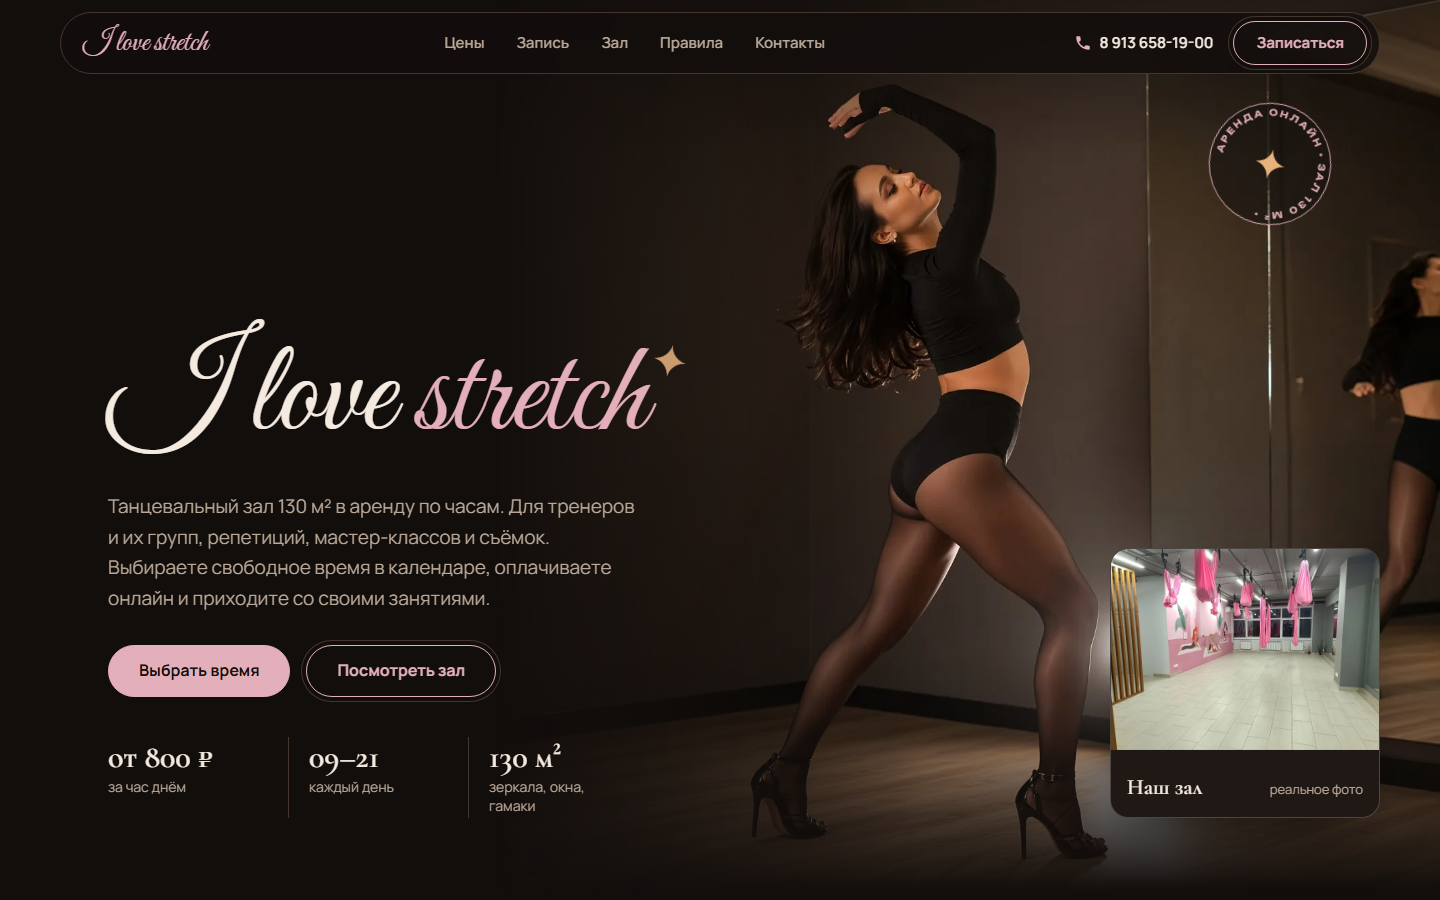 I love stretch
Цены
Запись
Зал
Правила
Контакты
8 913 658-19-00
Записаться
АРЕНДА ОНЛАЙН • ЗАЛ 130 М² •
I love stretch
Танцевальный зал 130 м² в аренду по часам. Для тренеров
и их групп, репетиций, мастер-классов и съёмок.
Выбираете свободное время в календаре, оплачиваете
онлайн и приходите со своими занятиями.
Выбрать время
Посмотреть зал
от 800 ₽
за час днём
09–21
каждый день
130 м²
зеркала, окна,
гамаки
Наш зал
реальное фото